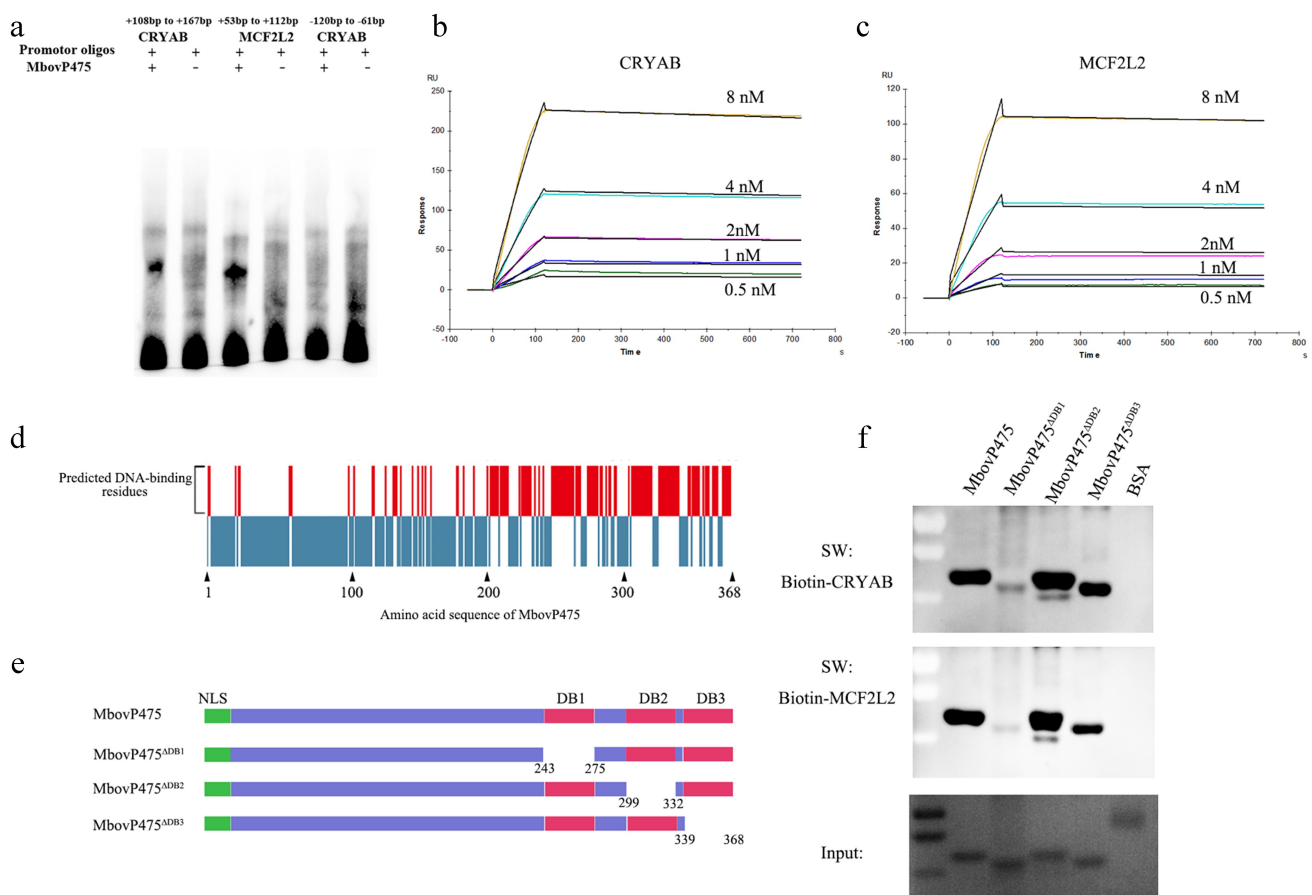 a
+108bp to +167bp +53bp to +112bp -120bp to -61bp
CRYAB MCF2L2 CRYAB
Promotor oligos + + + + + +
MbovP475 + - + - + -
b
CRYAB
RU
250
200
150
100
50
0
-50
Response
8 nM
4 nM
2nM
1 nM
0.5 nM
-100 0 100 200 300 400 500 600 700 800
Time s
c
MCF2L2
RU
120
100
80
60
40
20
0
-20
Response
8 nM
4 nM
2nM
1 nM
0.5 nM
-100 0 100 200 300 400 500 600 700 800
Time s
d
Predicted DNA-binding
residues
1 100 200 300 368
Amino acid sequence of MbovP475
e
NLS DB1 DB2 DB3
MbovP475
MbovP475ΔDB1
243 275
MbovP475ΔDB2
299 332
MbovP475ΔDB3
339 368
f
MbovP475
MbovP475ΔDB1
MbovP475ΔDB2
MbovP475ΔDB3
BSA
SW:
Biotin-CRYAB
SW:
Biotin-MCF2L2
Input: